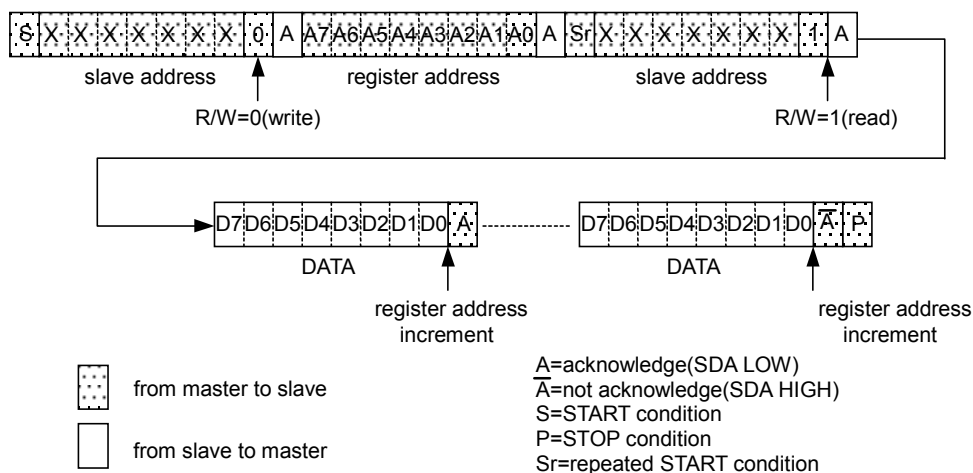 S X X X X X X X 0 A A7 A6 A5 A4 A3 A2 A1 A0 A Sr X X X X X X X 1 A
slave address register address slave address
R/W=0(write) R/W=1(read)
D7 D6 D5 D4 D3 D2 D1 D0 A D7 D6 D5 D4 D3 D2 D1 D0 A̅ P
DATA DATA
register address register address
increment increment
from master to slave
from slave to master
A=acknowledge(SDA LOW)
A̅=not acknowledge(SDA HIGH)
S=START condition
P=STOP condition
Sr=repeated START condition